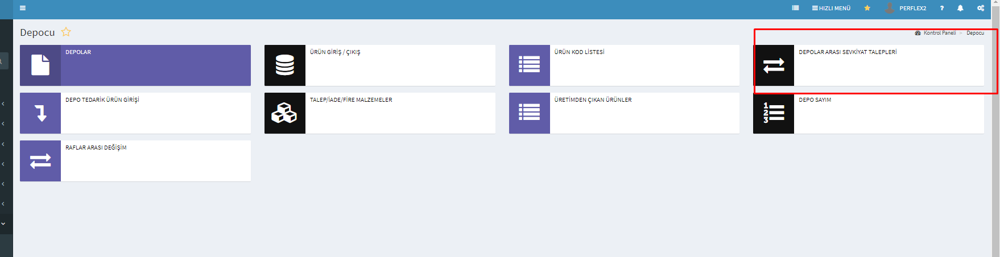 HIZLI MENÜ
PERFLEX2
?
Depocu
Kontrol Paneli > Depocu
DEPOLAR
ÜRÜN GİRİŞ / ÇIKIŞ
ÜRÜN KOD LİSTESİ
DEPOLAR ARASI SEVKİYAT TALEPLERİ
DEPO TEDARİK ÜRÜN GİRİŞİ
TALEP/İADE/FİRE MALZEMELER
ÜRETİMDEN ÇIKAN ÜRÜNLER
DEPO SAYIM
RAFLAR ARASI DEĞİŞİM